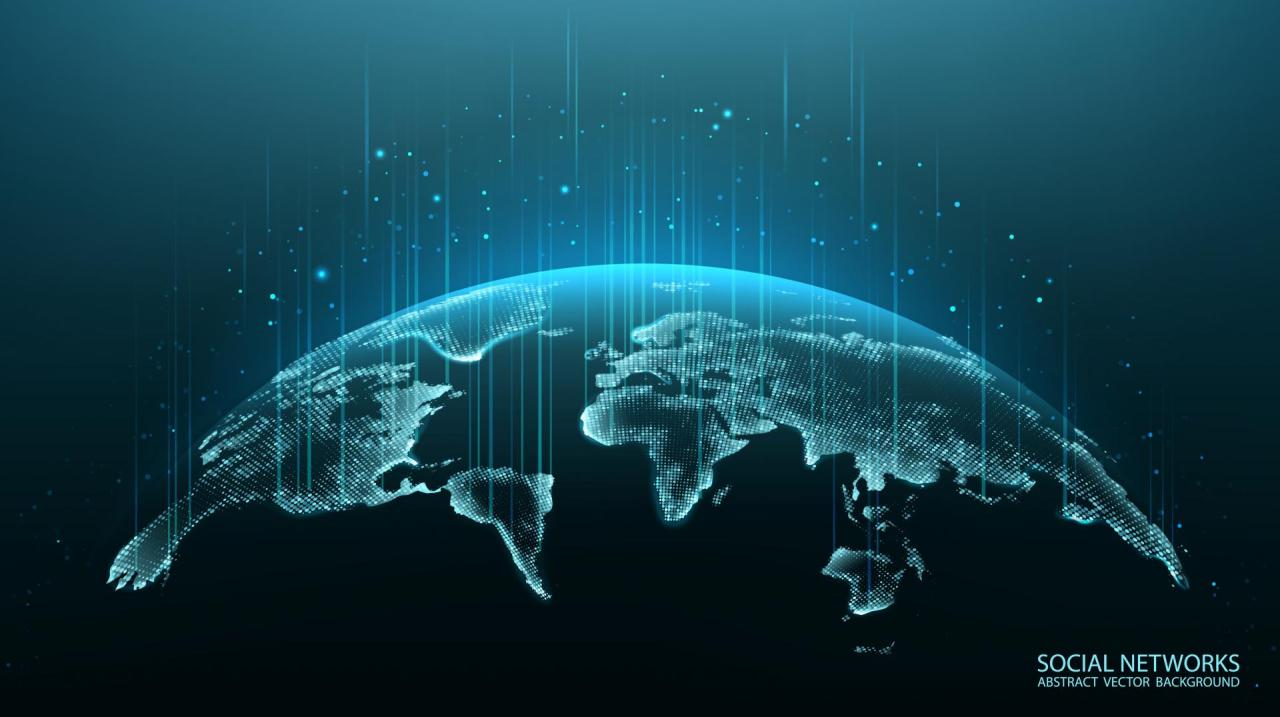 SOCIAL NETWORKS
ABSTRACT VECTOR BACKGROUND